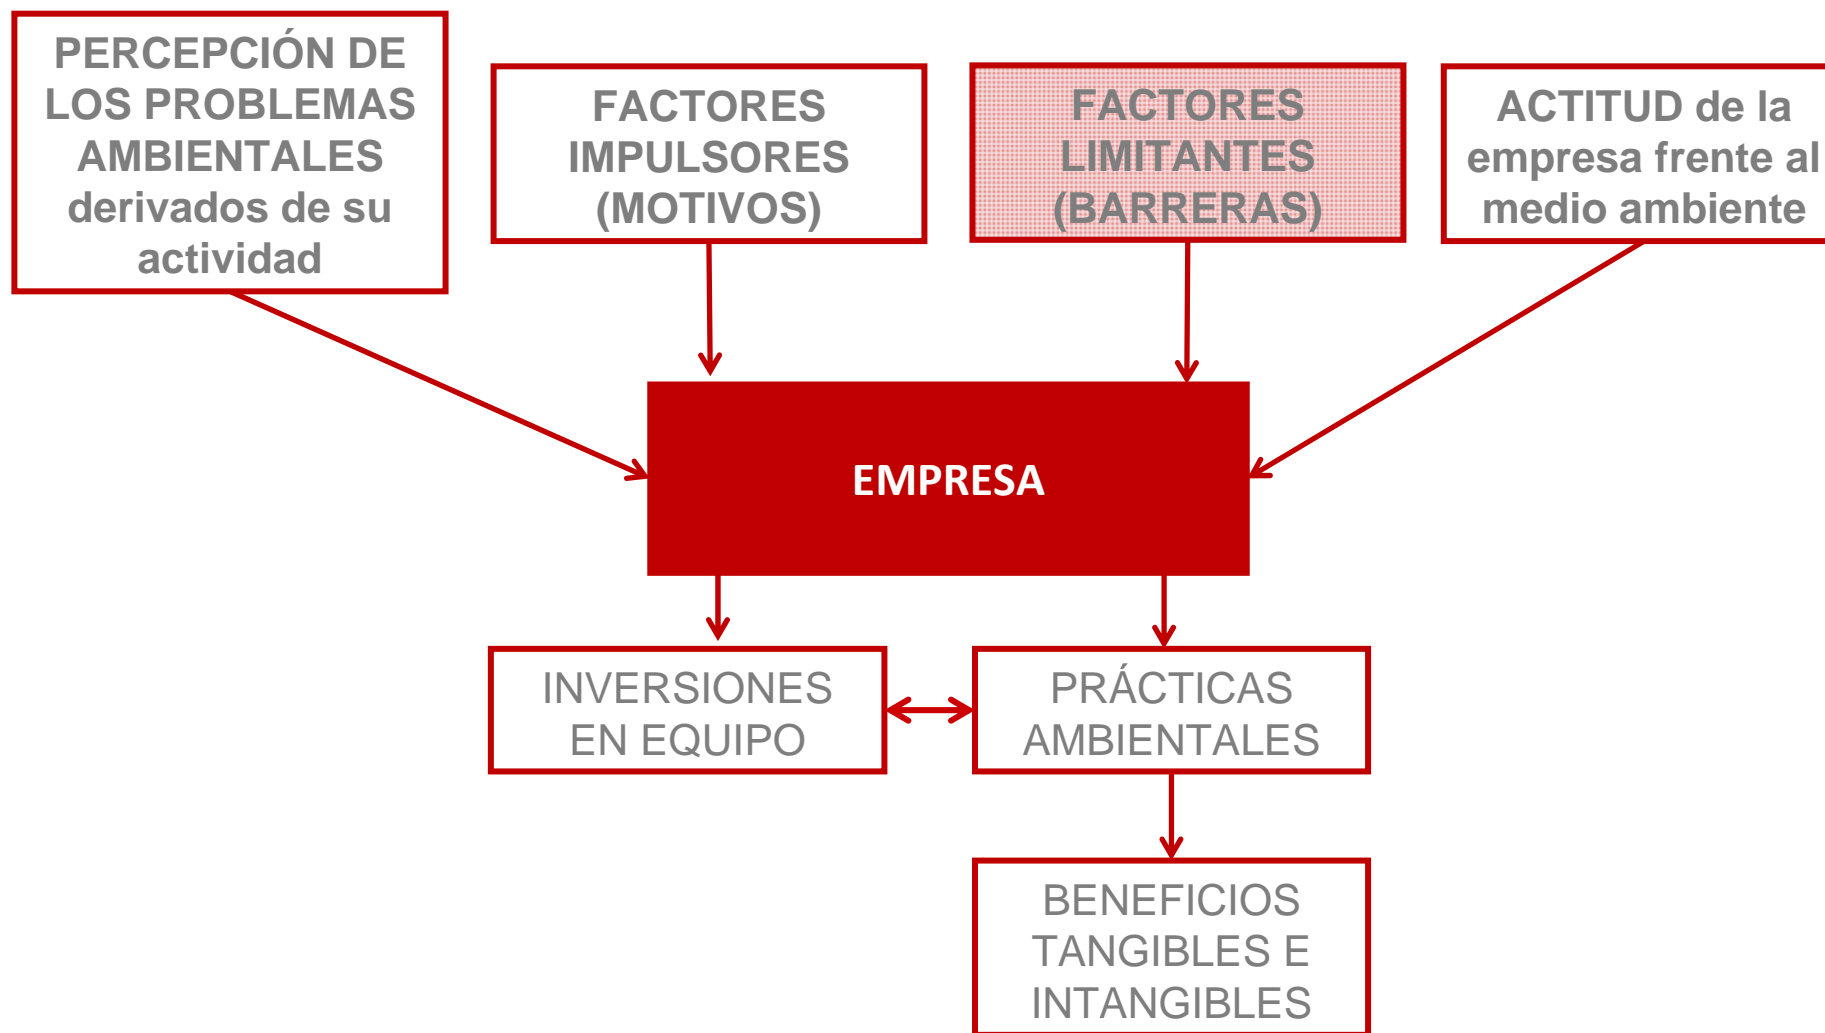 PERCEPCIÓN DE
LOS PROBLEMAS
AMBIENTALES
derivados de su
actividad
FACTORES
IMPULSORES
(MOTIVOS)
FACTORES
LIMITANTES
(BARRERAS)
ACTITUD de la
empresa frente al
medio ambiente
EMPRESA
INVERSIONES
EN EQUIPO
PRÁCTICAS
AMBIENTALES
BENEFICIOS
TANGIBLES E
INTANGIBLES